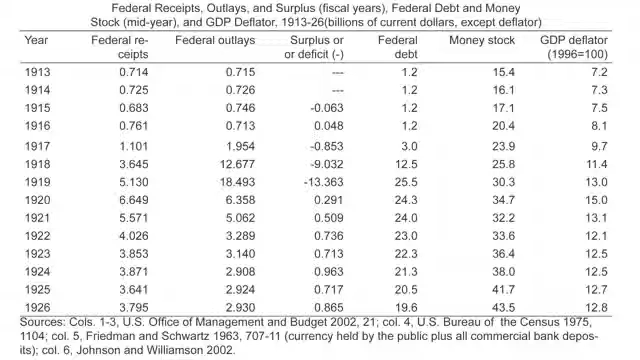 Federal Receipts, Outlays, and Surplus (fiscal years), Federal Debt and Money
Stock (mid-year), and GDP Deflator, 1913-26(billions of current dollars, except deflator)
Year Federal re- Federal outlays Surplus or Federal Money stock GDP deflator
ceipts or deficit (-) debt (1996=100)
1913 0.714 0.715 --- 1.2 15.4 7.2
1914 0.725 0.726 --- 1.2 16.1 7.3
1915 0.683 0.746 -0.063 1.2 17.1 7.5
1916 0.761 0.713 0.048 1.2 20.4 8.1
1917 1.101 1.954 -0.853 3.0 23.9 9.7
1918 3.645 12.677 -9.032 12.5 25.8 11.4
1919 5.130 18.493 -13.363 25.5 30.3 13.0
1920 6.649 6.358 0.291 24.3 34.7 15.0
1921 5.571 5.062 0.509 24.0 32.2 13.1
1922 4.026 3.289 0.736 23.0 33.6 12.1
1923 3.853 3.140 0.713 22.3 36.4 12.5
1924 3.871 2.908 0.963 21.3 38.0 12.5
1925 3.641 2.924 0.717 20.5 41.7 12.7
1926 3.795 2.930 0.865 19.6 43.5 12.8
Sources: Cols. 1-3, U.S. Office of Management and Budget 2002, 21; col. 4, U.S. Bureau of the Census 1975,
1104; col. 5, Friedman and Schwartz 1963, 707-11 (currency held by the public plus all commercial bank depos-
its); col. 6, Johnson and Williamson 2002.